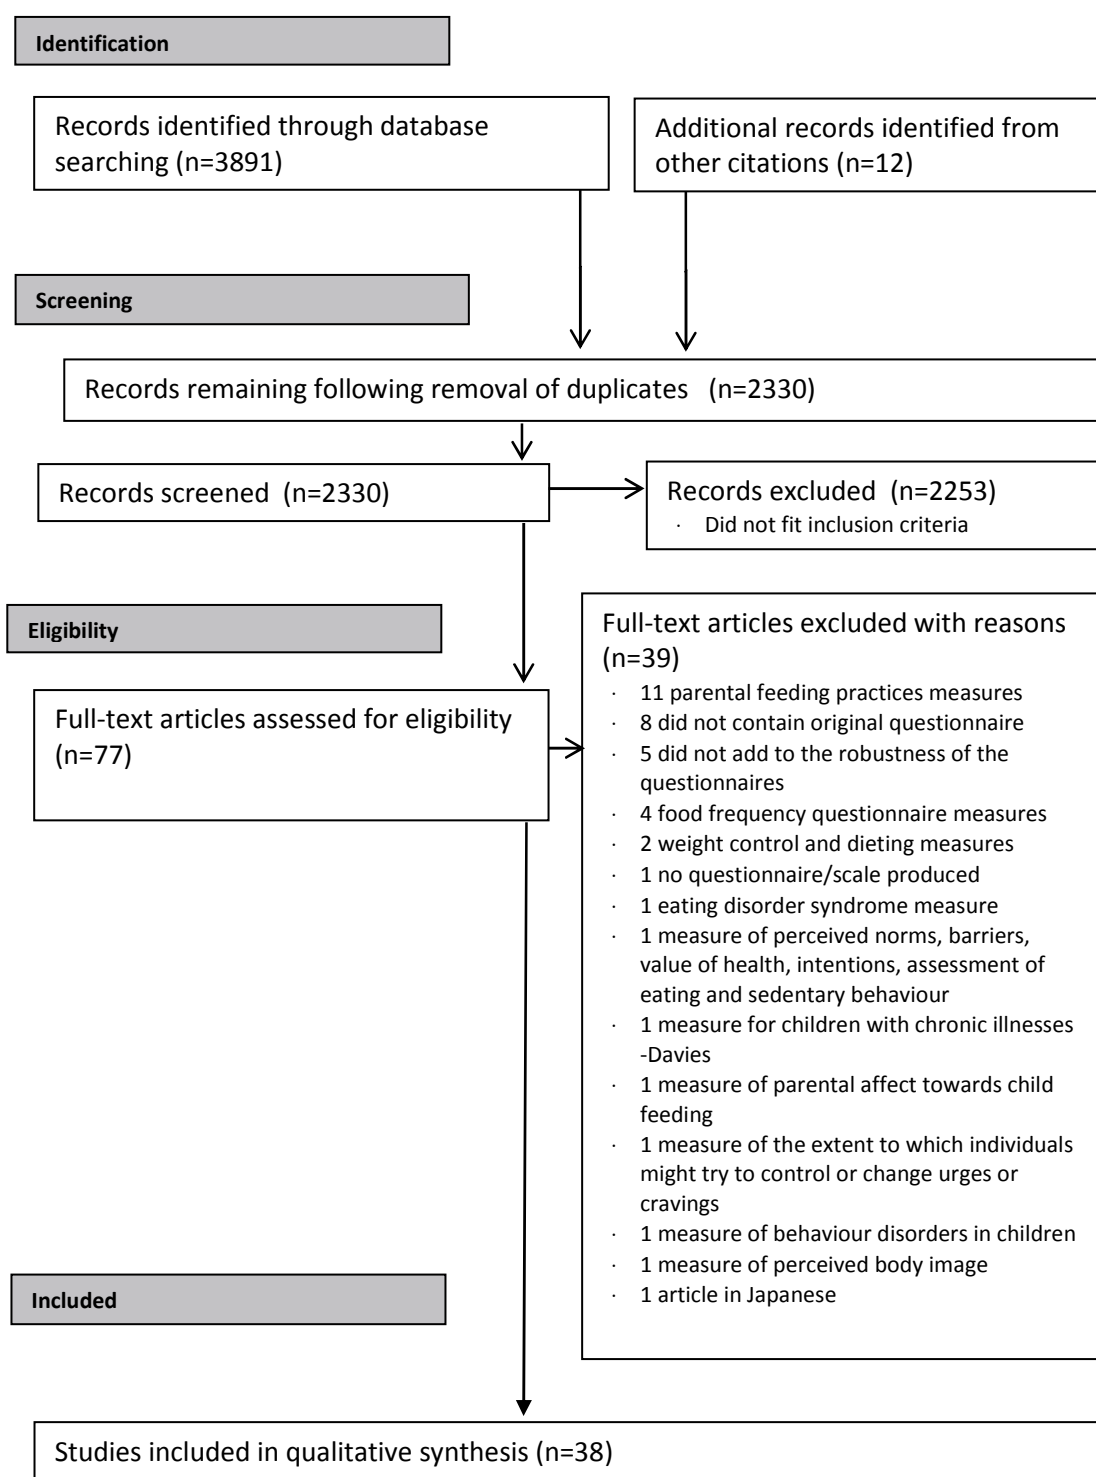 Identification
Records identified through database
searching (n=3891)
Additional records identified from
other citations (n=12)
Screening
Records remaining following removal of duplicates (n=2330)
Records screened (n=2330)
Records excluded (n=2253)
· Did not fit inclusion criteria
Eligibility
Full-text articles assessed for eligibility
(n=77)
Full-text articles excluded with reasons
(n=39)
· 11 parental feeding practices measures
· 8 did not contain original questionnaire
· 5 did not add to the robustness of the
questionnaires
· 4 food frequency questionnaire measures
· 2 weight control and dieting measures
· 1 no questionnaire/scale produced
· 1 eating disorder syndrome measure
· 1 measure of perceived norms, barriers,
value of health, intentions, assessment of
eating and sedentary behaviour
· 1 measure for children with chronic illnesses
-Davies
· 1 measure of parental affect towards child
feeding
· 1 measure of the extent to which individuals
might try to control or change urges or
cravings
· 1 measure of behaviour disorders in children
· 1 measure of perceived body image
· 1 article in Japanese
Included
Studies included in qualitative synthesis (n=38)